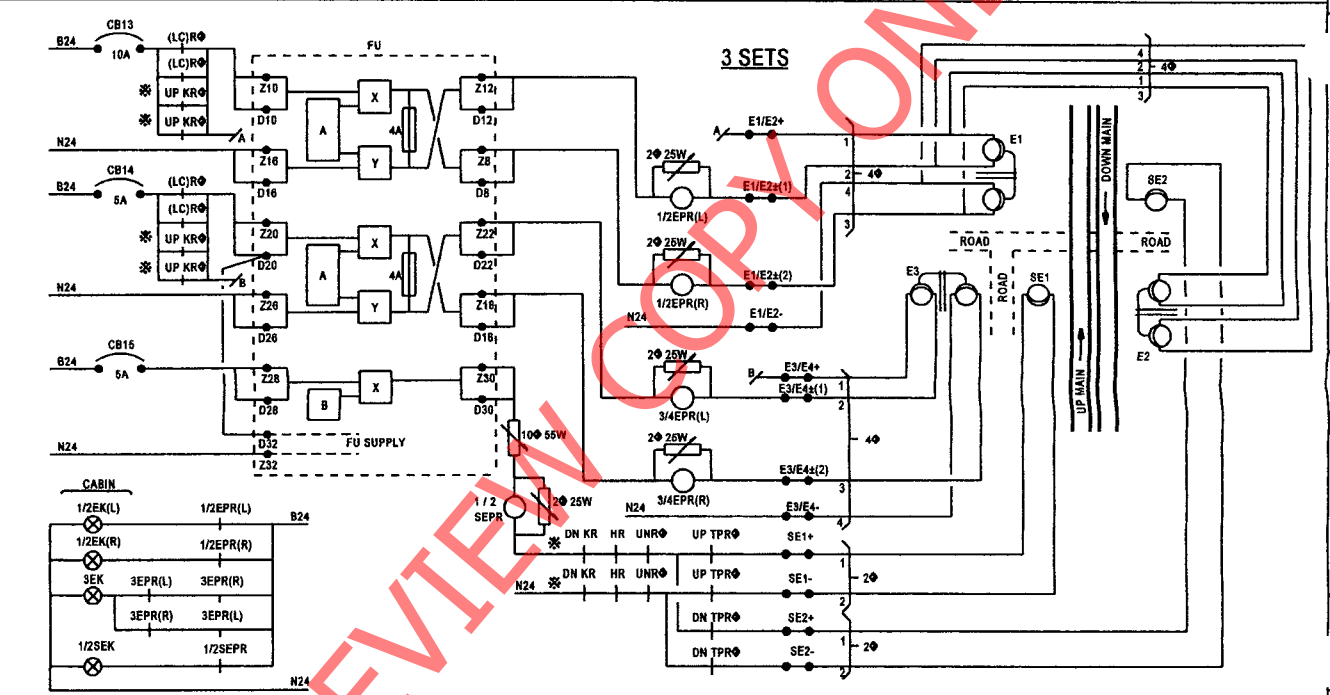 3 SETS
CB13
B24
10A
(LC)R
(LC)R
※ UP KR
※ UP KR
A
N24
CB14
B24
5A
(LC)R
(LC)R
※ UP KR
※ UP KR
B
N24
CB15
B24
5A
N24
FU
Z10
D10
Z16
D16
A
X
Y
4A
Z12
D12
Z8
D8
Z20
D20
Z26
D26
A
X
Y
4A
Z22
D22
Z18
D18
Z28
D28
B
X
Z30
D30
D32
Z32
FU SUPPLY
10 55W
1 / 2
SEPR
2 25W
2 25W
1/2EPR(L)
2 25W
1/2EPR(R)
N24
2 25W
3/4EPR(L)
2 25W
3/4EPR(R)
N24
A
E1/E2+
E1/E2±(1)
E1/E2±(2)
E1/E2-
1
2
4
3
4
B
E3/E4+
E3/E4±(1)
E3/E4±(2)
E3/E4-
1
2
3
4
4
※ DN KR HR UNR UP TPR SE1+
N24 ※ DN KR HR UNR UP TPR SE1-
DN TPR SE2+
DN TPR SE2-
1
2
2
1
2
2
4
2
1
3
4
E1
E3
SE1
SE2
E2
ROAD
ROAD
ROAD
DOWN MAIN
UP MAIN
CABIN
1/2EK(L) 1/2EPR(L) B24
1/2EK(R) 1/2EPR(R)
3EK 3EPR(L) 3EPR(R)
3EPR(R) 3EPR(L)
1/2SEK 1/2SEPR
N24
EVIEW COPY ONL